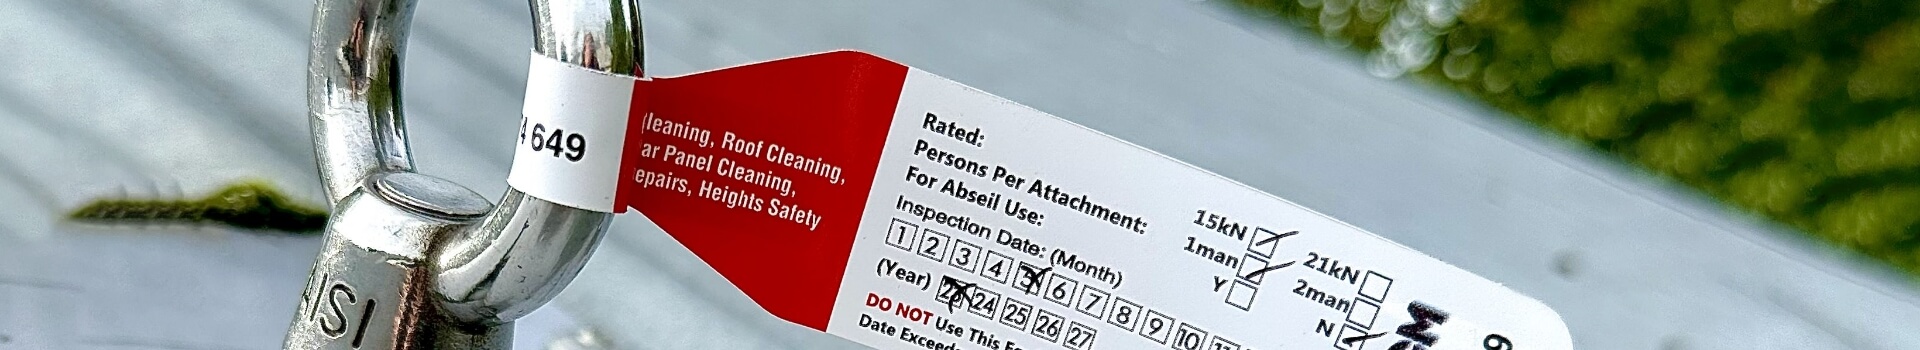 649
Cleaning, Roof Cleaning,
ar Panel Cleaning,
epairs, Heights Safety
Rated: 15kN 21kN
Persons Per Attachment: 1man 2man
For Abseil Use: Y N
Inspection Date: (Month)
1 2 3 4 5 6 7 8 9 10
(Year) 23 24 25 26 27
DO NOT Use This
Date
ISI